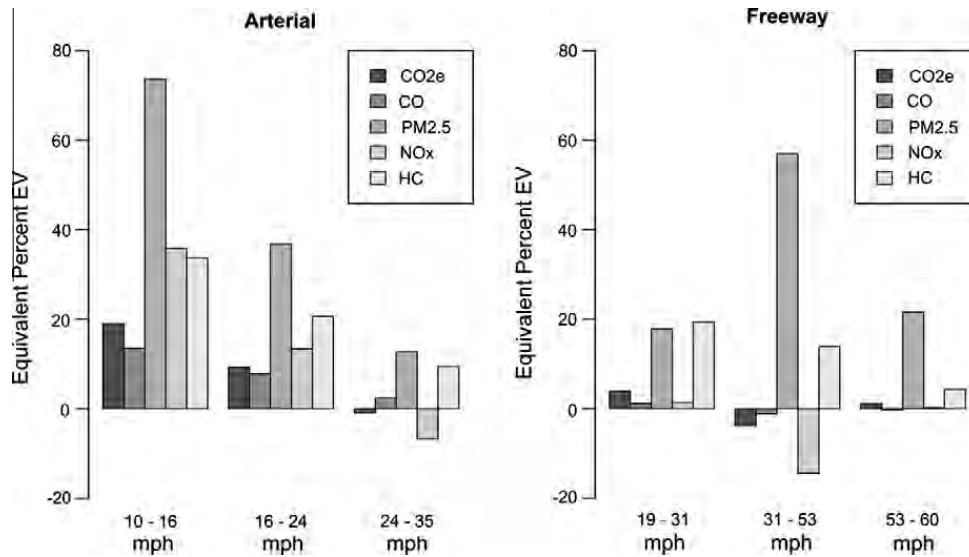 Arterial
80
60
40
20
0
-20
Equivalent Percent EV
CO2e
CO
PM2.5
NOx
HC
10 - 16
mph
16 - 24
mph
24 - 35
mph
Freeway
80
60
40
20
0
-20
Equivalent Percent EV
CO2e
CO
PM2.5
NOx
HC
19 - 31
mph
31 - 53
mph
53 - 60
mph